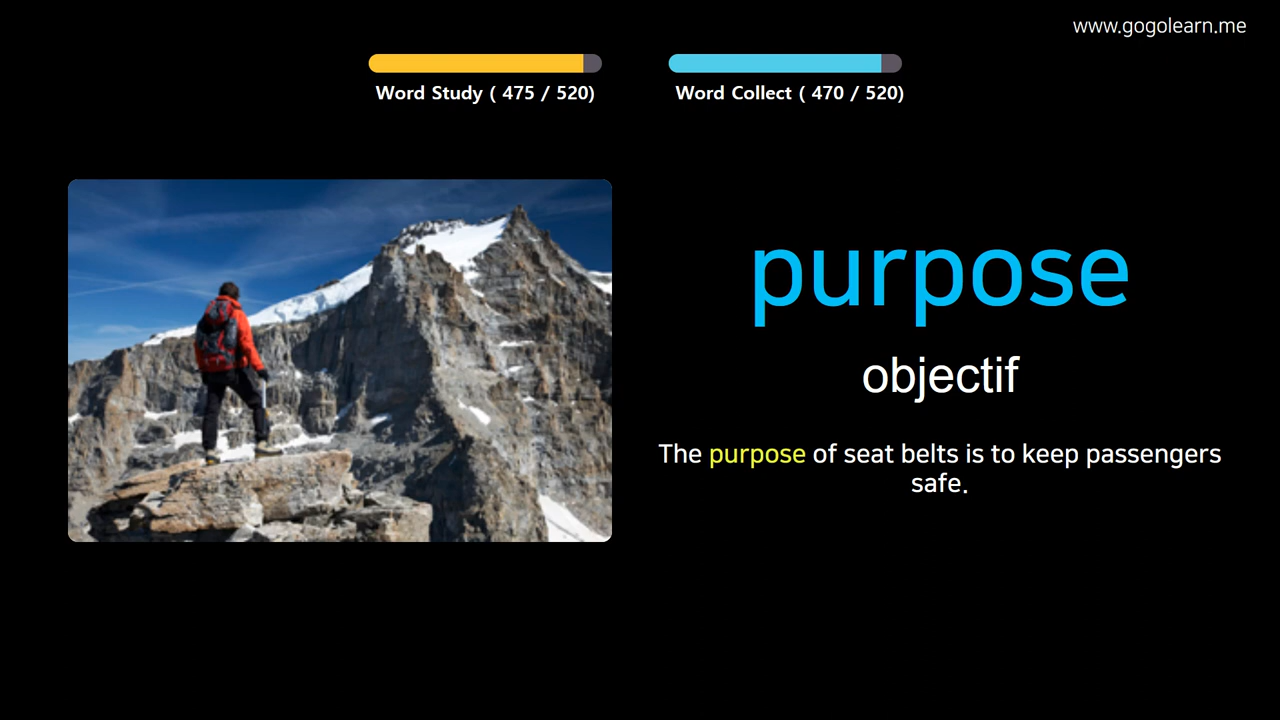 www.gogolearn.me
Word Study ( 475 / 520)
Word Collect ( 470 / 520)
purpose
objectif
The purpose of seat belts is to keep passengers
safe.